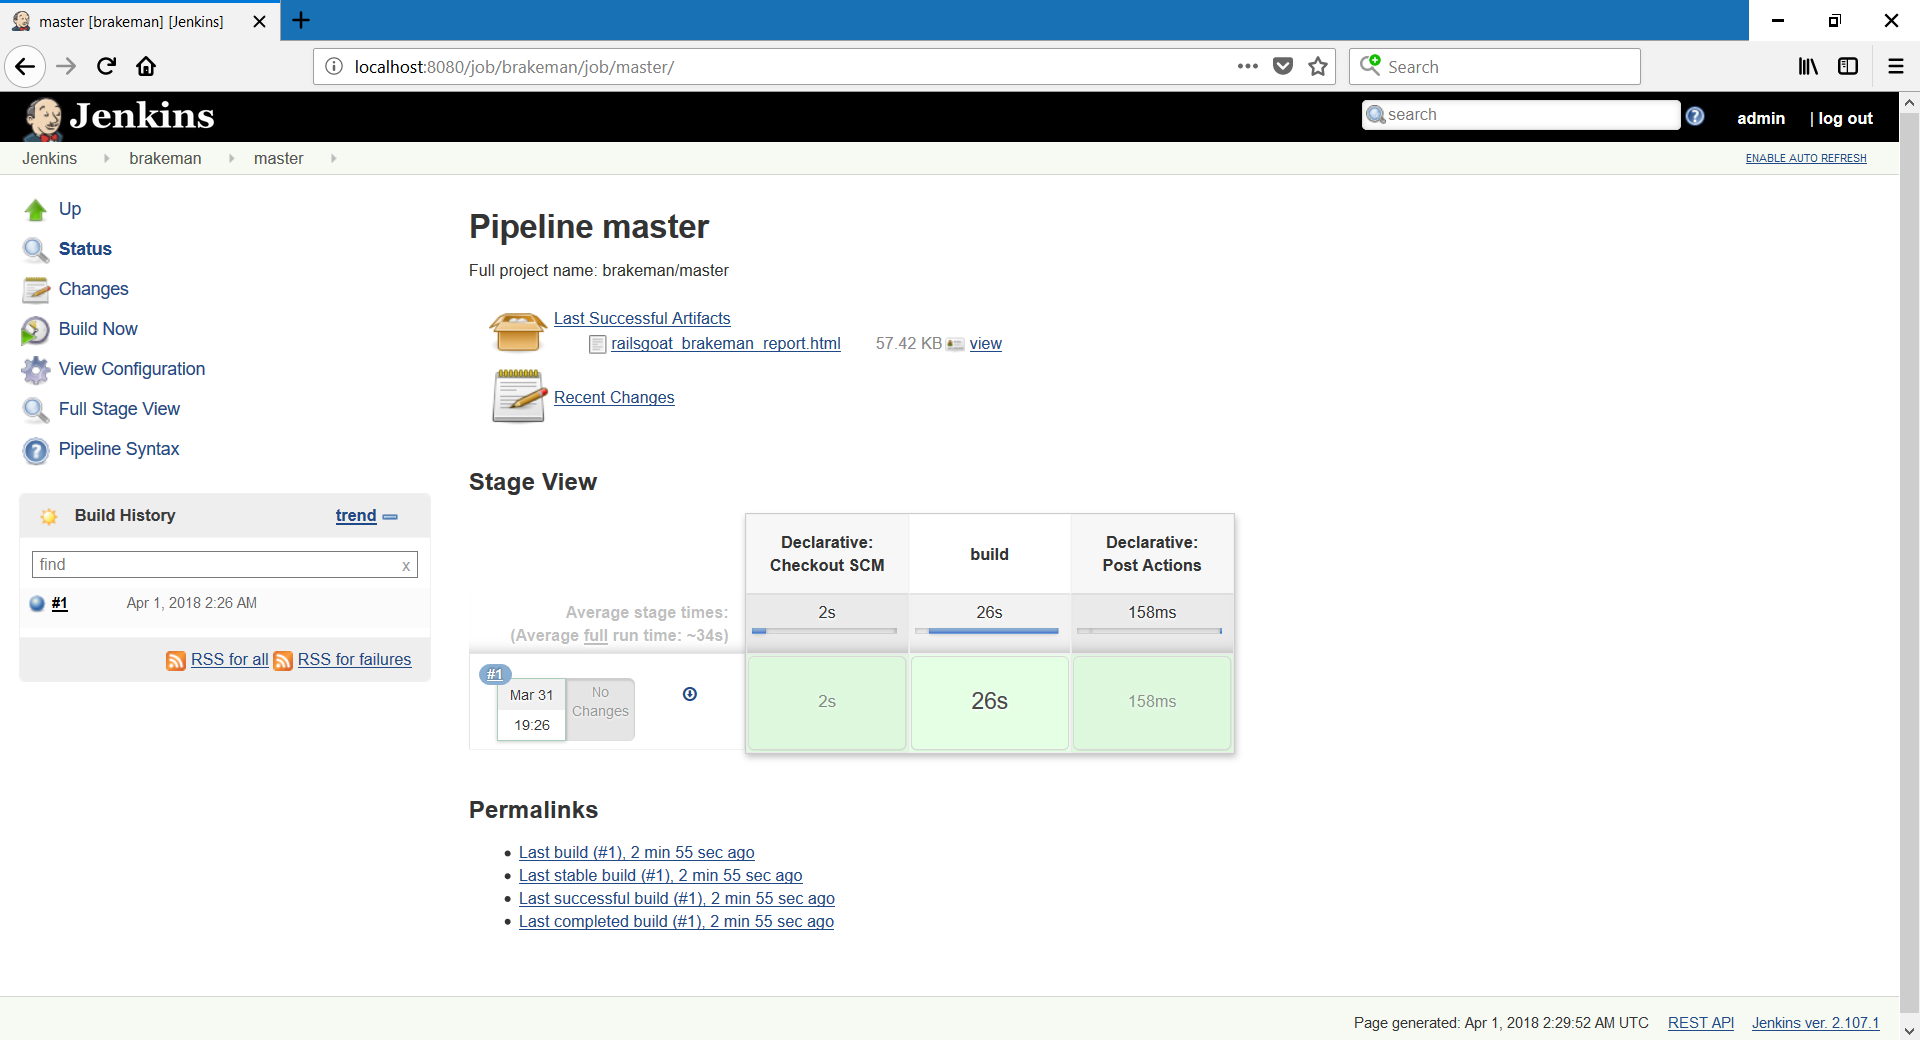 master [brakeman] [Jenkins]
localhost:8080/job/brakeman/job/master/
Search
Jenkins
search
admin
| log out
Jenkins
brakeman
master
ENABLE AUTO REFRESH
Up
Status
Changes
Build Now
View Configuration
Full Stage View
Pipeline Syntax
Build History
trend
find
x
#1
Apr 1, 2018 2:26 AM
RSS for all
RSS for failures
Pipeline master
Full project name: brakeman/master
Last Successful Artifacts
railsgoat_brakeman_report.html
57.42 KB
view
Recent Changes
Stage View
Declarative:
Checkout SCM
build
Declarative:
Post Actions
Average stage times:
(Average full run time: ~34s)
2s
26s
158ms
#1
Mar 31
19:26
No
Changes
2s
26s
158ms
Permalinks
Last build (#1), 2 min 55 sec ago
Last stable build (#1), 2 min 55 sec ago
Last successful build (#1), 2 min 55 sec ago
Last completed build (#1), 2 min 55 sec ago
Page generated: Apr 1, 2018 2:29:52 AM UTC
REST API
Jenkins ver. 2.107.1